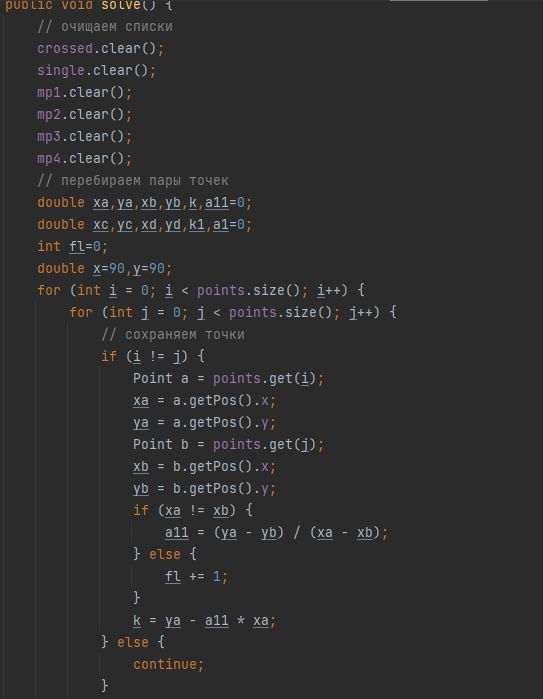 public void solve() {
// очищаем списки
crossed.clear();
single.clear();
mp1.clear();
mp2.clear();
mp3.clear();
mp4.clear();
// перебираем пары точек
double xa,ya,xb,yb,k,a11=0;
double xc,yc,xd,yd,k1,a1=0;
int fl=0;
double x=90,y=90;
for (int i = 0; i < points.size(); i++) {
for (int j = 0; j < points.size(); j++) {
// сохраняем точки
if (i != j) {
Point a = points.get(i);
xa = a.getPos().x;
ya = a.getPos().y;
Point b = points.get(j);
xb = b.getPos().x;
yb = b.getPos().y;
if (xa != xb) {
a11 = (ya - yb) / (xa - xb);
} else {
fl += 1;
}
k = ya - a11 * xa;
} else {
continue;
}